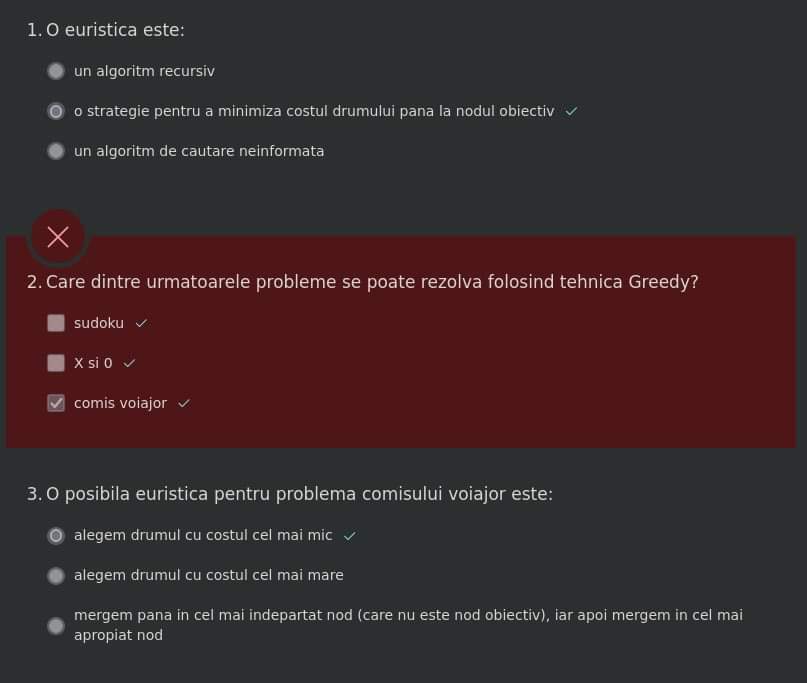 1. O euristica este:
un algoritm recursiv
o strategie pentru a minimiza costul drumului pana la nodul obiectiv
un algoritm de cautare neinformata
2. Care dintre urmatoarele probleme se poate rezolva folosind tehnica Greedy?
sudoku
X si 0
comis voiajor
3. O posibila euristica pentru problema comisului voiajor este:
alegem drumul cu costul cel mai mic
alegem drumul cu costul cel mai mare
mergem pana in cel mai indepartat nod (care nu este nod obiectiv), iar apoi mergem in cel mai
apropiat nod